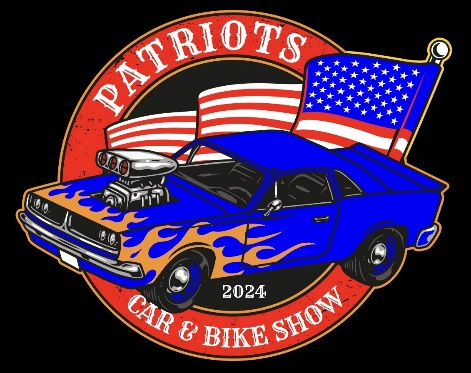 PATRIOTS
2024
CAR & BIKE SHOW